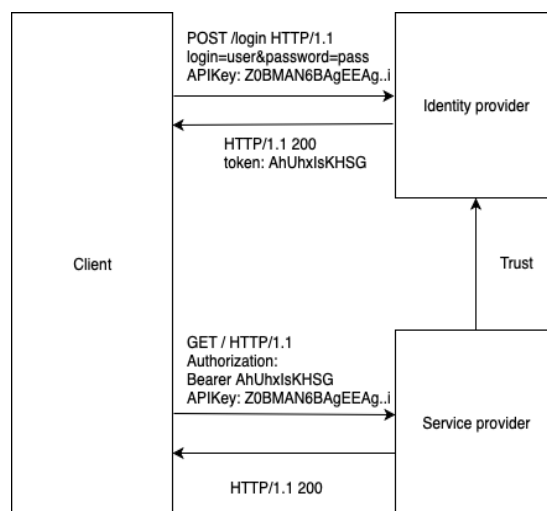 POST /login HTTP/1.1
login=user&password=pass
APIKey: Z0BMAN6BAgEEAg..i
Identity provider
HTTP/1.1 200
token: AhUhxIsKHSG
Client
Trust
GET / HTTP/1.1
Authorization:
Bearer AhUhxIsKHSG
APIKey: Z0BMAN6BAgEEAg..i
Service provider
HTTP/1.1 200